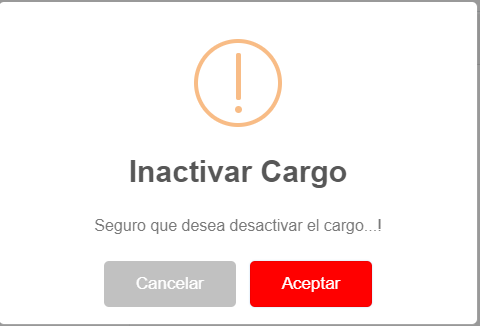 Inactivar Cargo
Seguro que desea desactivar el cargo...!
Cancelar
Aceptar